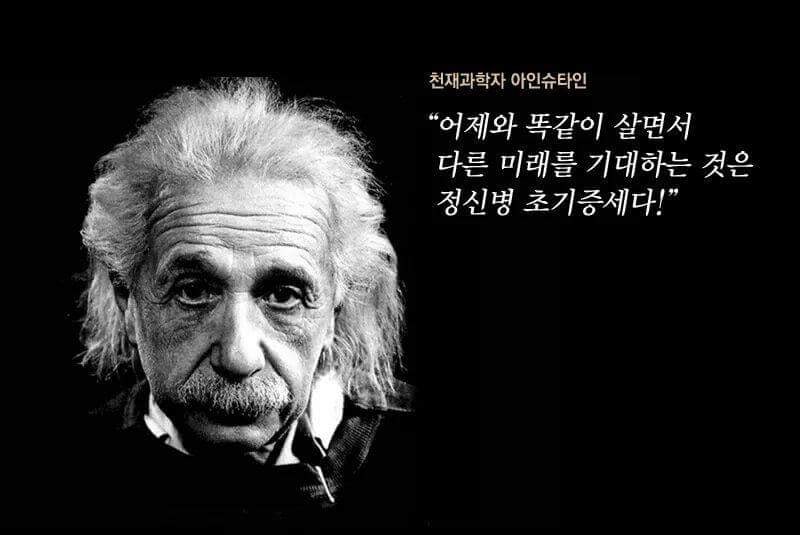 천재과학자 아인슈타인
“어제와 똑같이 살면서
다른 미래를 기대하는 것은
정신병 초기증세다!”